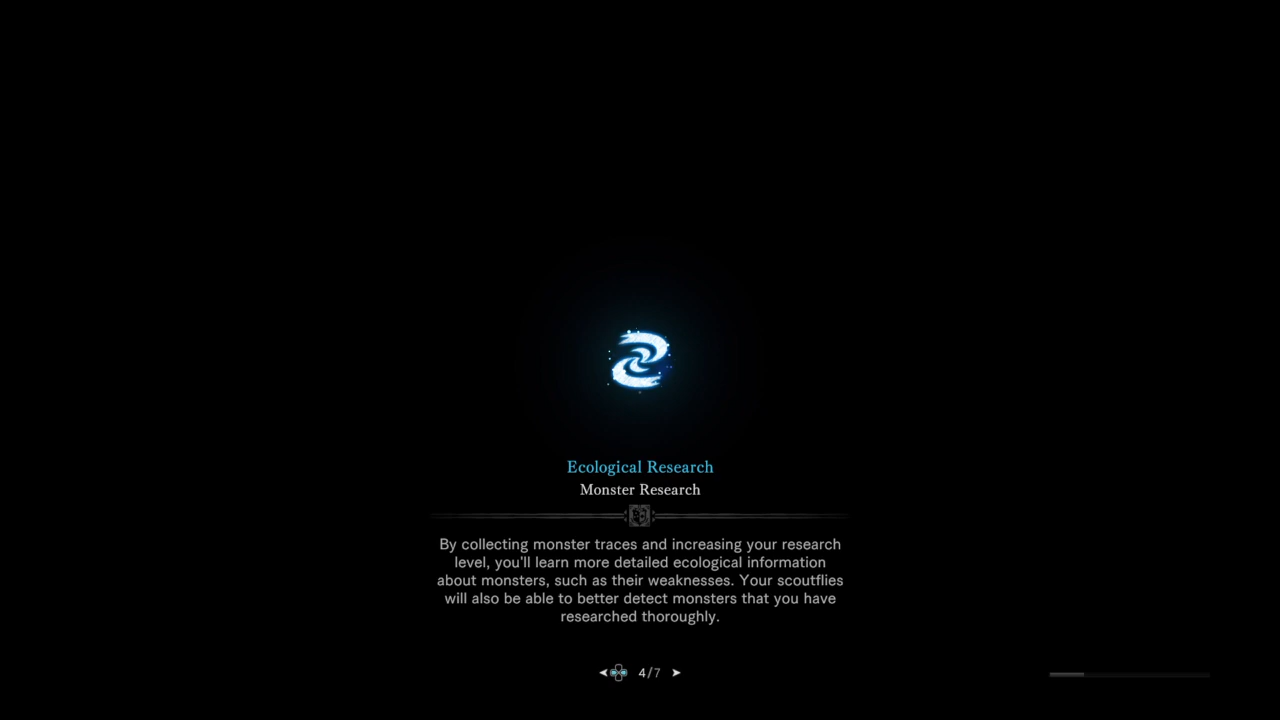 Ecological Research
Monster Research
By collecting monster traces and increasing your research
level, you'll learn more detailed ecological information
about monsters, such as their weaknesses. Your scoutflies
will also be able to better detect monsters that you have
researched thoroughly.
4/7